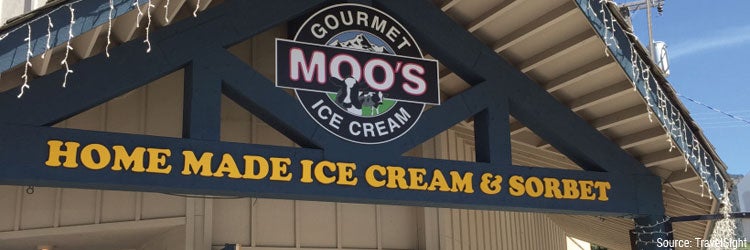 GOURMET
MOO'S
ICE CREAM
HOME MADE ICE CREAM & SORBET
Source: TravelSight